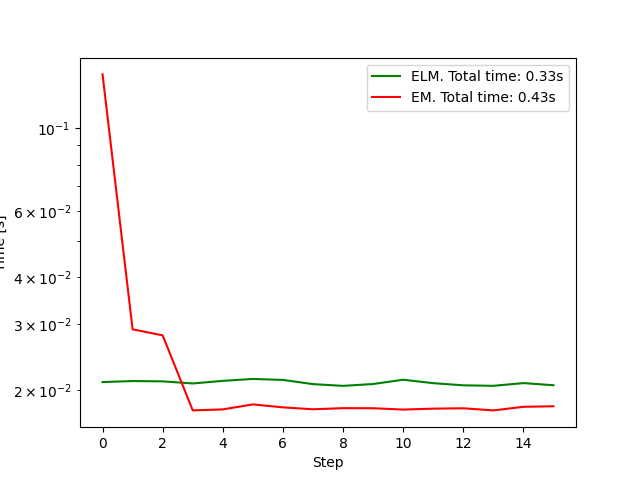 ELM. Total time: 0.33s
EM. Total time: 0.43s
10⁻¹
6 × 10⁻²
4 × 10⁻²
3 × 10⁻²
2 × 10⁻²
0 2 4 6 8 10 12 14
Step